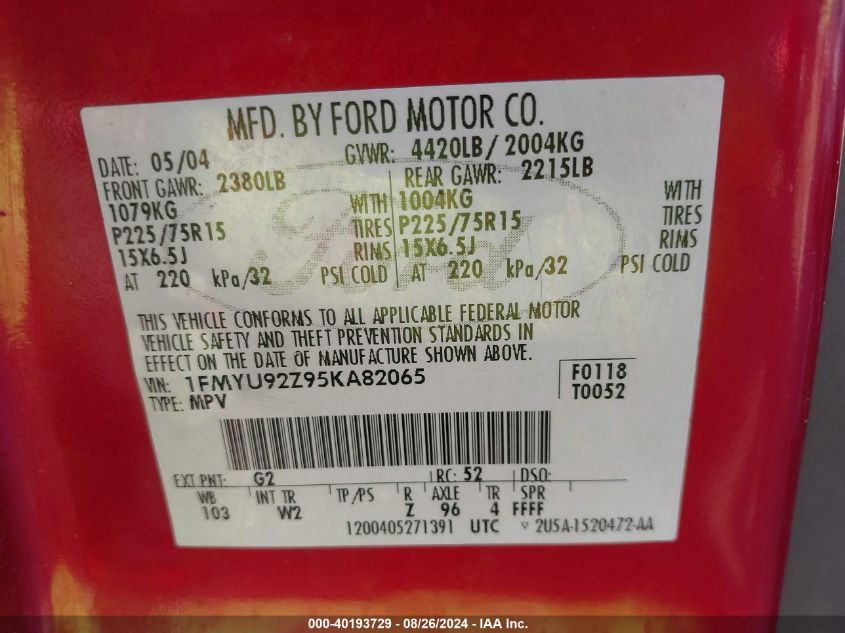 MFD. BY FORD MOTOR CO.
DATE: 05/04 GVWR: 4420LB/ 2004KG
FRONT GAWR: 2380LB REAR GAWR: 2215LB
1079KG WITH 1004KG WITH
P225/75R15 TIRES P225/75R15 TIRES
15X6.5J RIMS 15X6.5J RIMS
AT 220 kPa/32 PSI COLD AT 220 kPa/32 PSI COLD
Ford
THIS VEHICLE CONFORMS TO ALL APPLICABLE FEDERAL MOTOR
VEHICLE SAFETY AND THEFT PREVENTION STANDARDS IN
EFFECT ON THE DATE OF MANUFACTURE SHOWN ABOVE.
VIN: 1FMYU92Z95KA82065 F0118
TYPE: MPV T0052
EXT PNT: G2 RC: 52 DSO:
WB INT TR TP/PS R AXLE TR SPR
103 W2 Z 96 4 FFFF
1200405271391 UTC ▽ 2U5A-1520472-AA
000-40193729 - 08/26/2024 - IAA Inc.